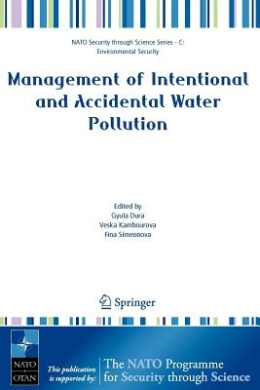 NATO Security through Science Series - C:
Environmental Security
Management of Intentional
and Accidental Water
Pollution
Edited by
Gyula Dura
Veska Kambourova
Fina Simeonova
Springer
NATO
OTAN
This publication
is supported by:
The NATO Programme
for Security through Science